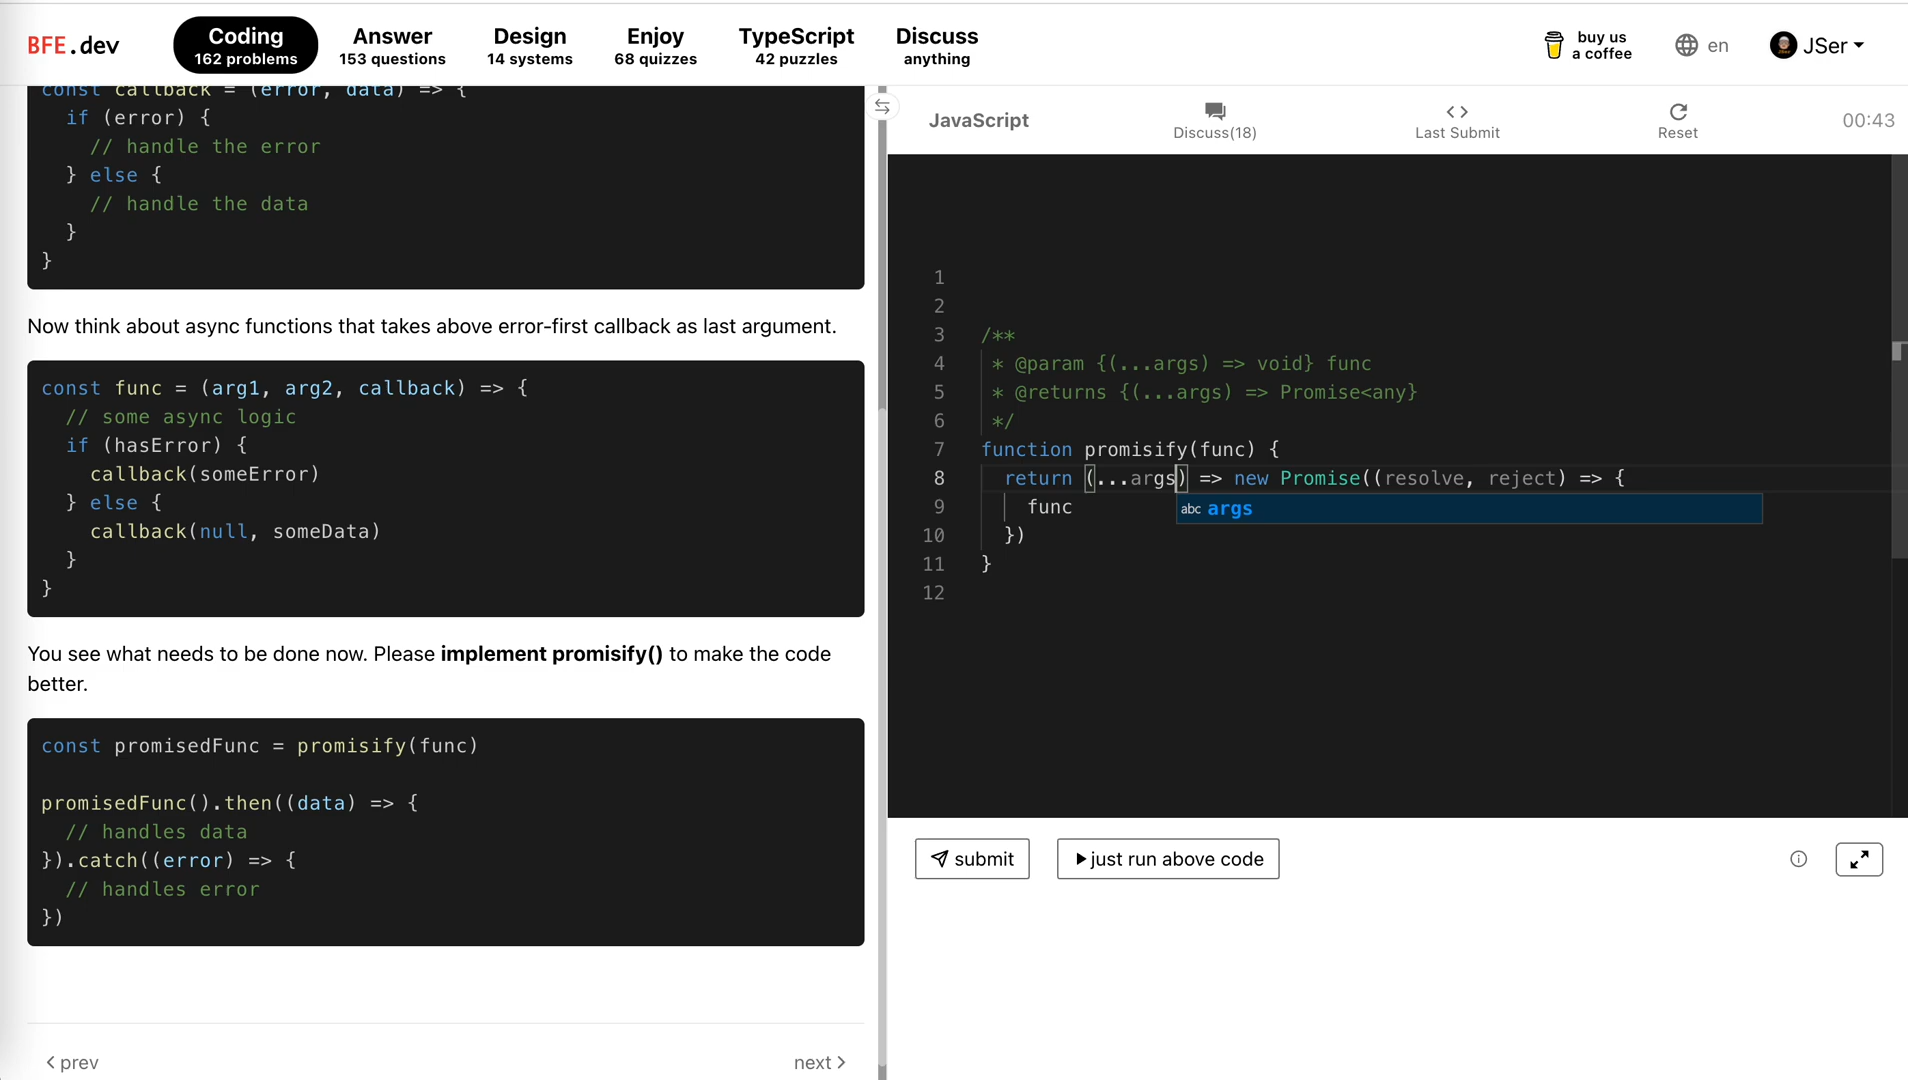 BFE.dev
Coding
162 problems
Answer
153 questions
Design
14 systems
Enjoy
68 quizzes
TypeScript
42 puzzles
Discuss
anything
buy us
a coffee
en
JSer
const callback = (error, data) => {
if (error) {
// handle the error
} else {
// handle the data
}
}
Now think about async functions that takes above error-first callback as last argument.
const func = (arg1, arg2, callback) => {
// some async logic
if (hasError) {
callback(someError)
} else {
callback(null, someData)
}
}
You see what needs to be done now. Please implement promisify() to make the code
better.
const promisedFunc = promisify(func)
promisedFunc().then((data) => {
// handles data
}).catch((error) => {
// handles error
})
prev
next
JavaScript
Discuss(18)
Last Submit
Reset
00:43
1
2
3 /**
4 * @param {(...args) => void} func
5 * @returns {(...args) => Promise<any>}
6 */
7 function promisify(func) {
8 return (...args) => new Promise((resolve, reject) => {
9 func
abc args
10 })
11 }
12
submit
just run above code